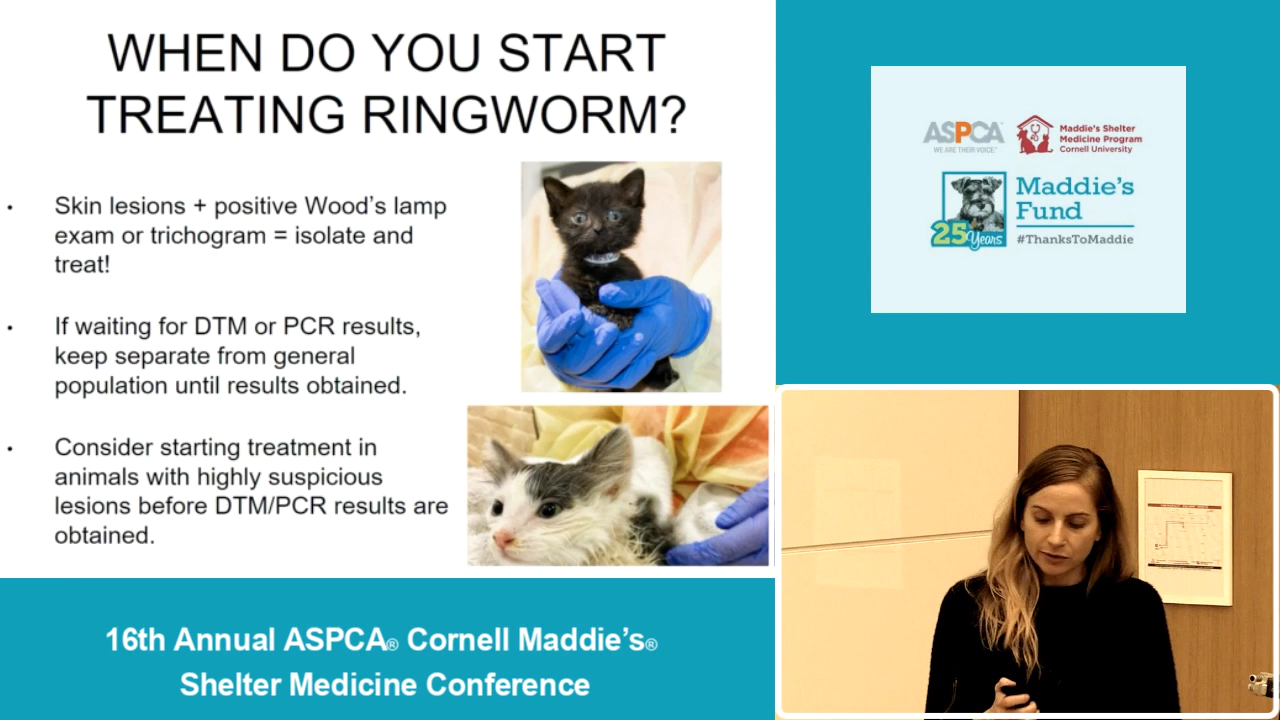 WHEN DO YOU START
TREATING RINGWORM?
• Skin lesions + positive Wood’s lamp
exam or trichogram = isolate and
treat!
• If waiting for DTM or PCR results,
keep separate from general
population until results obtained.
• Consider starting treatment in
animals with highly suspicious
lesions before DTM/PCR results are
obtained.
16th Annual ASPCA® Cornell Maddie’s®
Shelter Medicine Conference
ASPCA
WE ARE THEIR VOICE.
Maddie's Shelter
Medicine Program
Cornell University
Maddie's
Fund
25 Years
#ThanksToMaddie